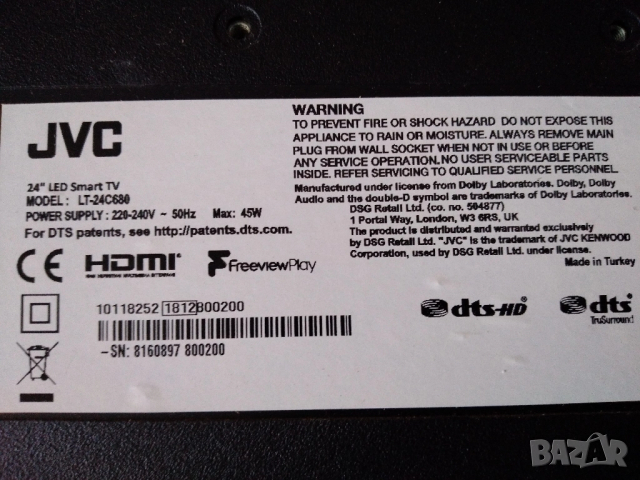 JVC
24" LED Smart TV
MODEL : LT-24C680
POWER SUPPLY : 220-240V ~ 50Hz Max: 45W
For DTS patents, see http://patents.dts.com.
CE HDMI FreeviewPlay
HIGH-DEFINITION MULTIMEDIA INTERFACE
10118252 1812B00200
-SN: 8160897 800200
WARNING
TO PREVENT FIRE OR SHOCK HAZARD DO NOT EXPOSE THIS
APPLIANCE TO RAIN OR MOISTURE. ALWAYS REMOVE MAIN
PLUG FROM WALL SOCKET WHEN NOT IN USE OR BEFORE
ANY SERVICE OPERATION. NO USER SERVICEABLE PARTS
INSIDE. REFER SERVICING TO QUALIFIED SERVICE PERSONNEL.
Manufactured under license from Dolby Laboratories. Dolby, Dolby
Audio and the double-D symbol are trademarks of Dolby Laboratories.
DSG Retail Ltd. (co. no. 504877)
1 Portal Way, London, W3 6RS, UK
The product is distributed and warranted exclusively
by DSG Retail Ltd. "JVC" is the trademark of JVC KENWOOD
Corporation, used by DSG Retail Ltd. under license.
Made in Turkey
dts-HD dts
TruSurround
BAZAR